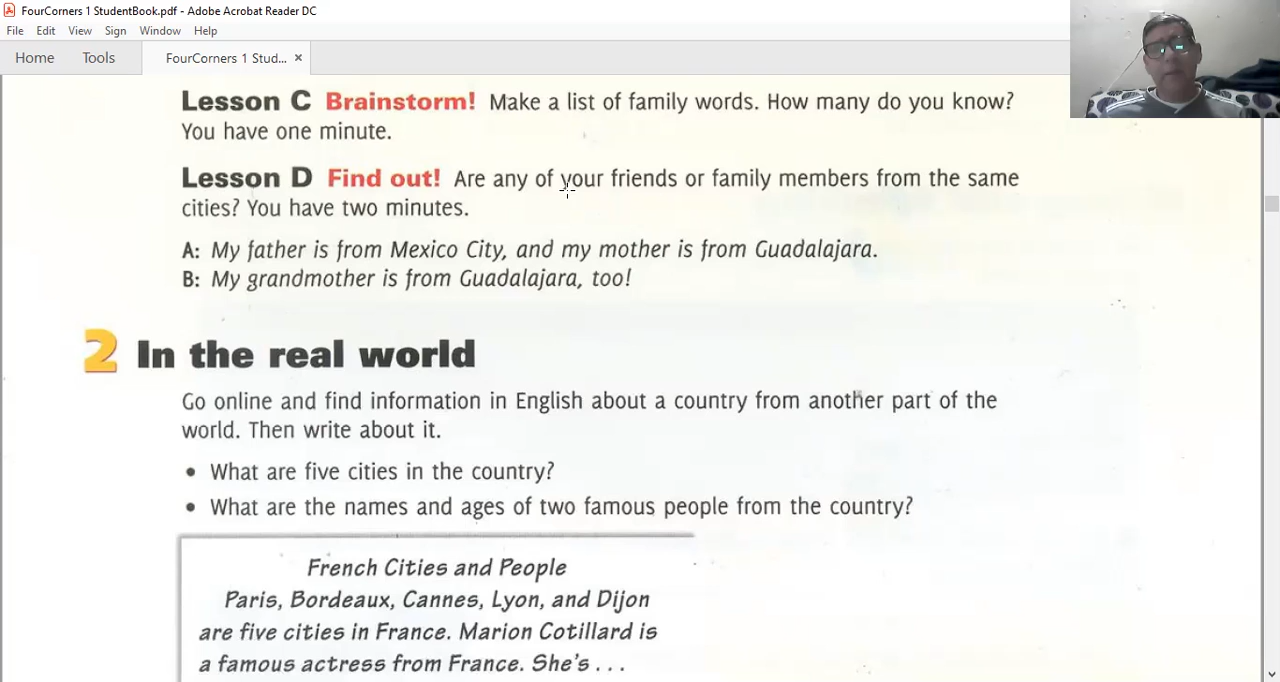 FourCorners 1 StudentBook.pdf - Adobe Acrobat Reader DC
File Edit View Sign Window Help
Home Tools FourCorners 1 Stud... ×
Lesson C Brainstorm! Make a list of family words. How many do you know?
You have one minute.
Lesson D Find out! Are any of your friends or family members from the same
cities? You have two minutes.
A: My father is from Mexico City, and my mother is from Guadalajara.
B: My grandmother is from Guadalajara, too!
2 In the real world
Go online and find information in English about a country from another part of the
world. Then write about it.
• What are five cities in the country?
• What are the names and ages of two famous people from the country?
French Cities and People
Paris, Bordeaux, Cannes, Lyon, and Dijon
are five cities in France. Marion Cotillard is
a famous actress from France. She's . . .